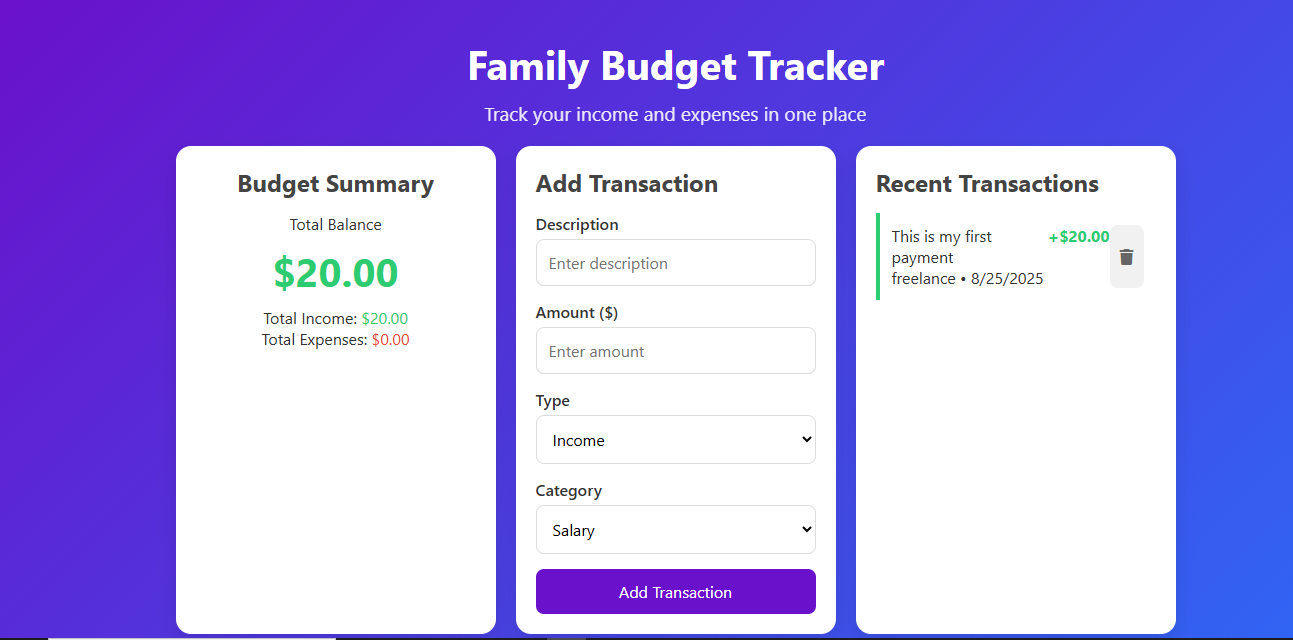 Family Budget Tracker
Track your income and expenses in one place
Budget Summary
Total Balance
$20.00
Total Income: $20.00
Total Expenses: $0.00
Add Transaction
Description
Enter description
Amount ($)
Enter amount
Type
Income
Category
Salary
Add Transaction
Recent Transactions
This is my first +$20.00
payment
freelance • 8/25/2025